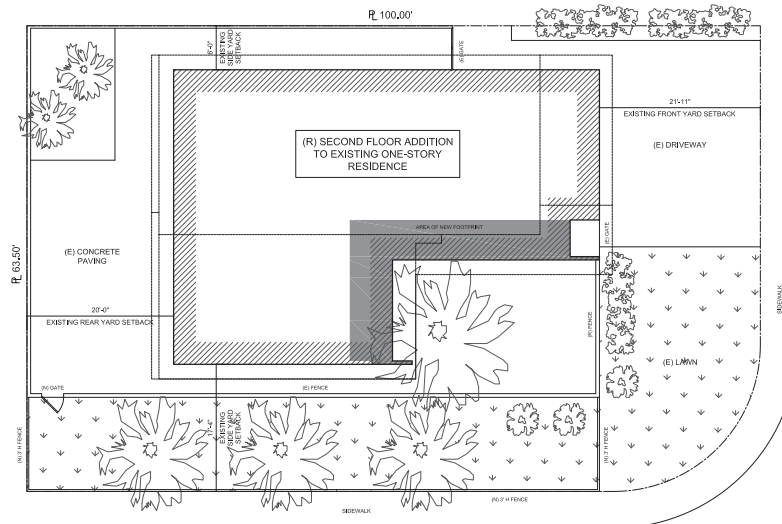 PL 100.00'
(E) GATE
EXISTING
SIDE YARD
SETBACK
21'-11"
EXISTING FRONT YARD SETBACK
(R) SECOND FLOOR ADDITION
TO EXISTING ONE-STORY
RESIDENCE
(E) DRIVEWAY
AREA OF NEW FOOTPRINT
(E) GATE
(E) CONCRETE
PAVING
PL 63.50'
SIDEWALK
20'-0"
EXISTING REAR YARD SETBACK
(R) FENCE
(E) LAWN
(N) GATE
(E) FENCE
EXISTING
SIDE YARD
SETBACK
(N) 3' H FENCE
(N) 3' H FENCE
(N) 3' H FENCE
SIDEWALK